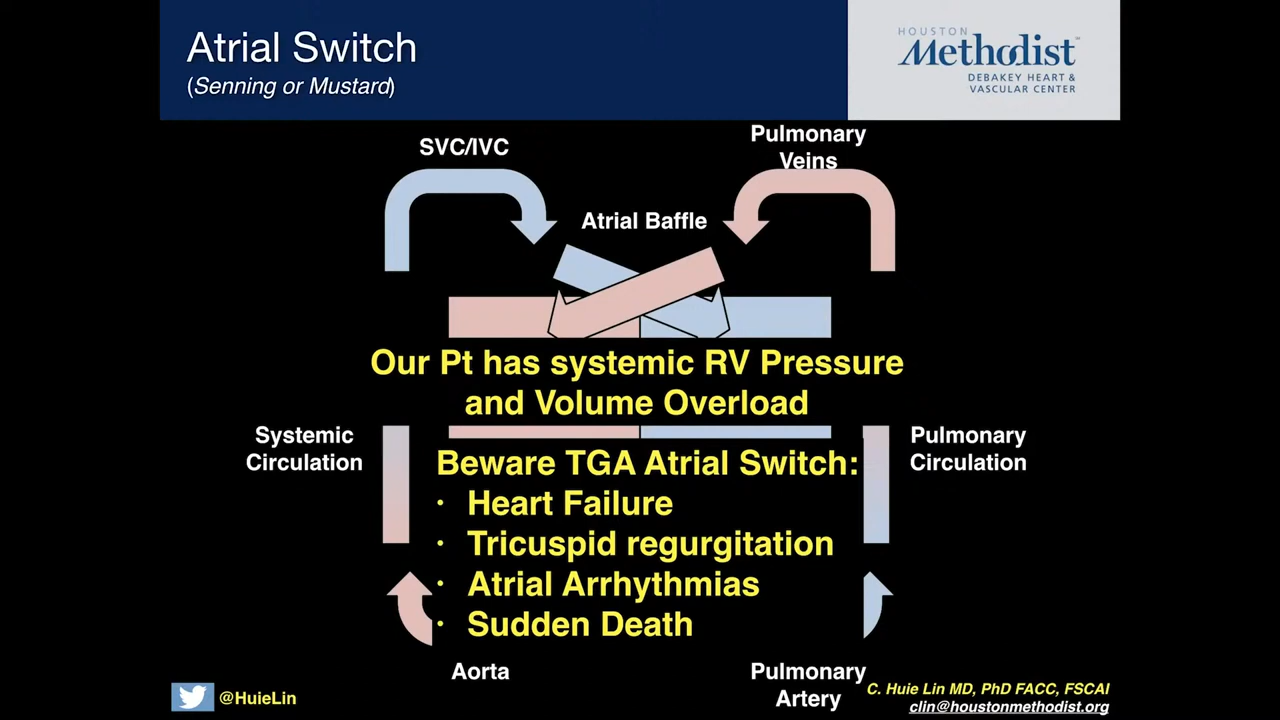 Atrial Switch
(Senning or Mustard)
HOUSTON
Methodist
DEBAKEY HEART &
VASCULAR CENTER
SVC/IVC
Pulmonary
Veins
Atrial Baffle
Our Pt has systemic RV Pressure
and Volume Overload
Systemic
Circulation
Pulmonary
Circulation
Beware TGA Atrial Switch:
· Heart Failure
· Tricuspid regurgitation
· Atrial Arrhythmias
· Sudden Death
Aorta
Pulmonary
Artery
@HuieLin
C. Huie Lin MD, PhD FACC, FSCAI
clin@houstonmethodist.org